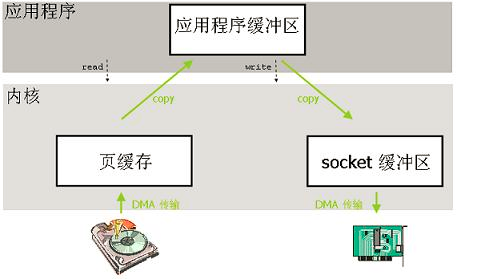 应用程序
应用程序缓冲区
read
write
copy
copy
内核
页缓存
socket 缓冲区
DMA 传输
DMA 传输